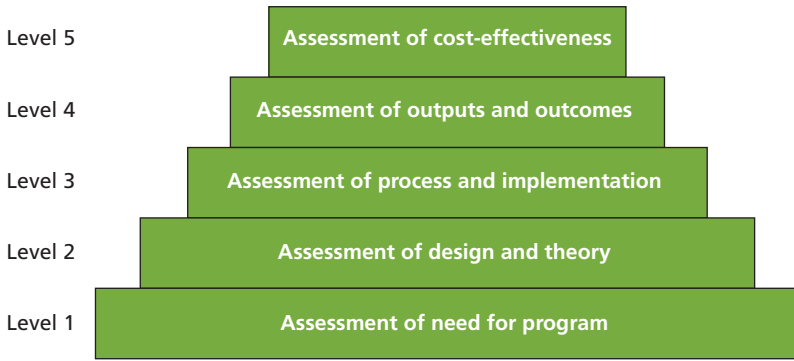 Level 5 Assessment of cost-effectiveness
Level 4 Assessment of outputs and outcomes
Level 3 Assessment of process and implementation
Level 2 Assessment of design and theory
Level 1 Assessment of need for program